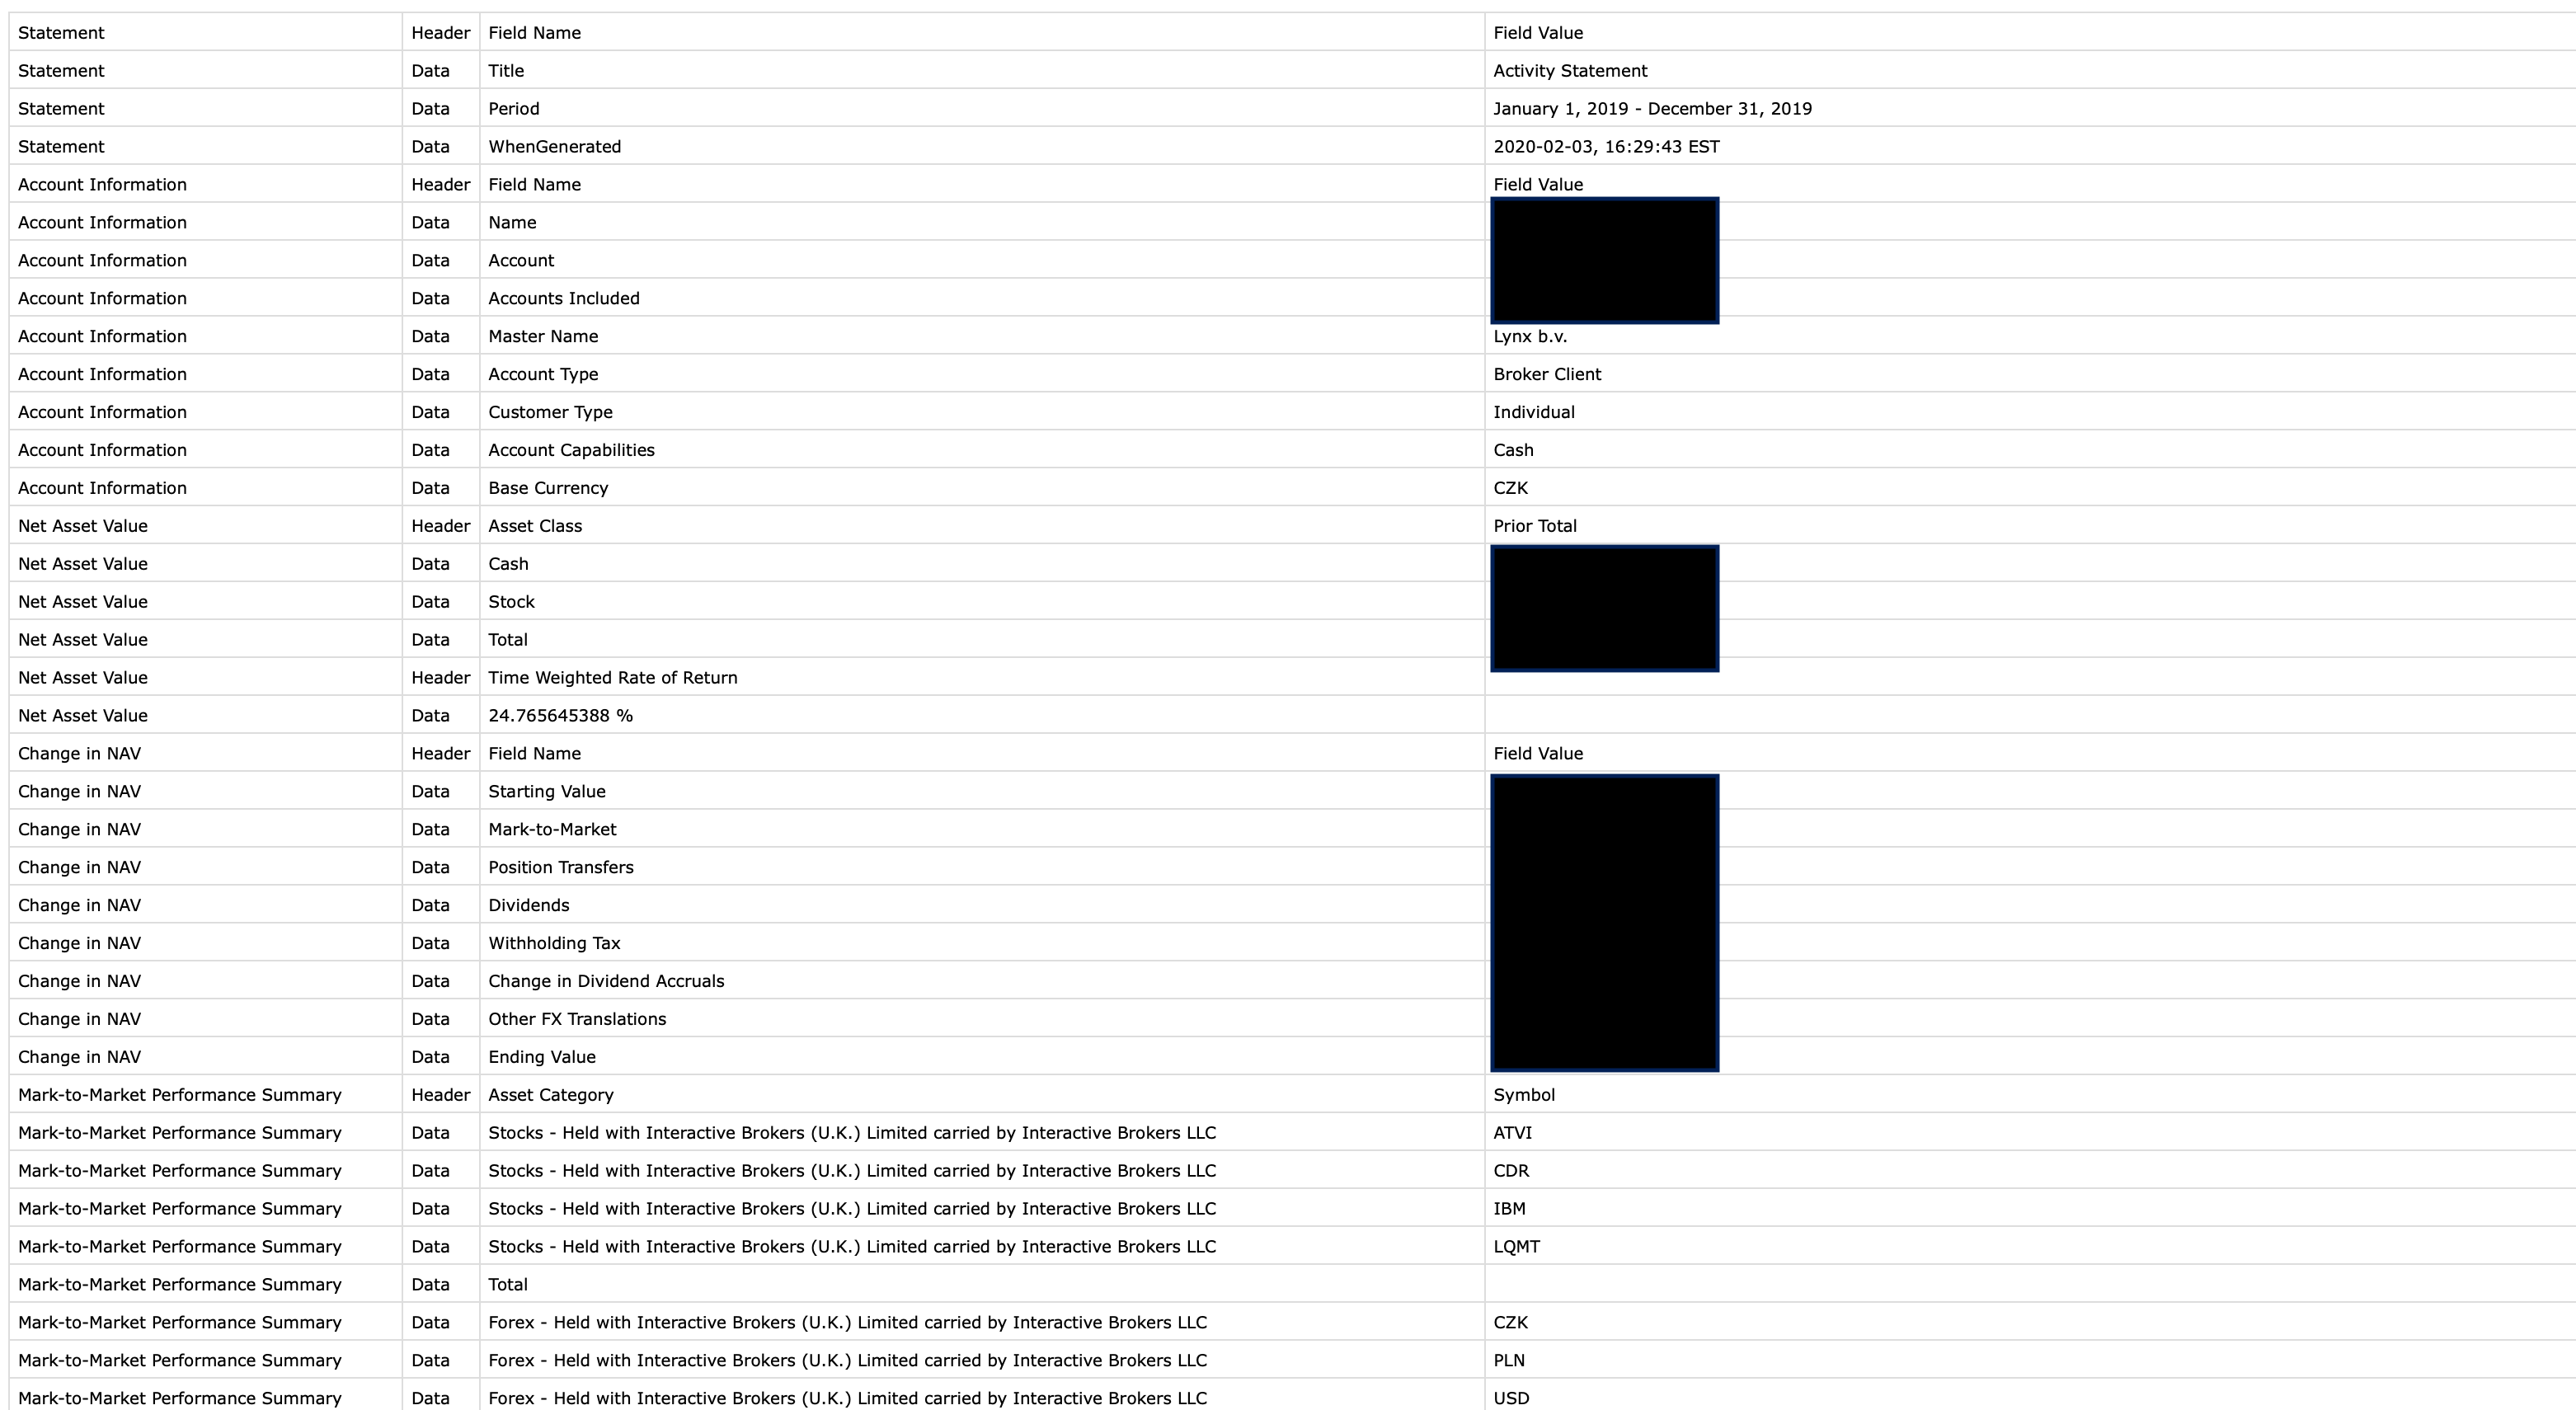 Statement Header Field Name Field Value
Statement Data Title Activity Statement
Statement Data Period January 1, 2019 - December 31, 2019
Statement Data WhenGenerated 2020-02-03, 16:29:43 EST
Account Information Header Field Name Field Value
Account Information Data Name
Account Information Data Account
Account Information Data Accounts Included
Account Information Data Master Name Lynx b.v.
Account Information Data Account Type Broker Client
Account Information Data Customer Type Individual
Account Information Data Account Capabilities Cash
Account Information Data Base Currency CZK
Net Asset Value Header Asset Class Prior Total
Net Asset Value Data Cash
Net Asset Value Data Stock
Net Asset Value Data Total
Net Asset Value Header Time Weighted Rate of Return
Net Asset Value Data 24.765645388 %
Change in NAV Header Field Name Field Value
Change in NAV Data Starting Value
Change in NAV Data Mark-to-Market
Change in NAV Data Position Transfers
Change in NAV Data Dividends
Change in NAV Data Withholding Tax
Change in NAV Data Change in Dividend Accruals
Change in NAV Data Other FX Translations
Change in NAV Data Ending Value
Mark-to-Market Performance Summary Header Asset Category Symbol
Mark-to-Market Performance Summary Data Stocks - Held with Interactive Brokers (U.K.) Limited carried by Interactive Brokers LLC ATVI
Mark-to-Market Performance Summary Data Stocks - Held with Interactive Brokers (U.K.) Limited carried by Interactive Brokers LLC CDR
Mark-to-Market Performance Summary Data Stocks - Held with Interactive Brokers (U.K.) Limited carried by Interactive Brokers LLC IBM
Mark-to-Market Performance Summary Data Stocks - Held with Interactive Brokers (U.K.) Limited carried by Interactive Brokers LLC LQMT
Mark-to-Market Performance Summary Data Total
Mark-to-Market Performance Summary Data Forex - Held with Interactive Brokers (U.K.) Limited carried by Interactive Brokers LLC CZK
Mark-to-Market Performance Summary Data Forex - Held with Interactive Brokers (U.K.) Limited carried by Interactive Brokers LLC PLN
Mark-to-Market Performance Summary Data Forex - Held with Interactive Brokers (U.K.) Limited carried by Interactive Brokers LLC USD